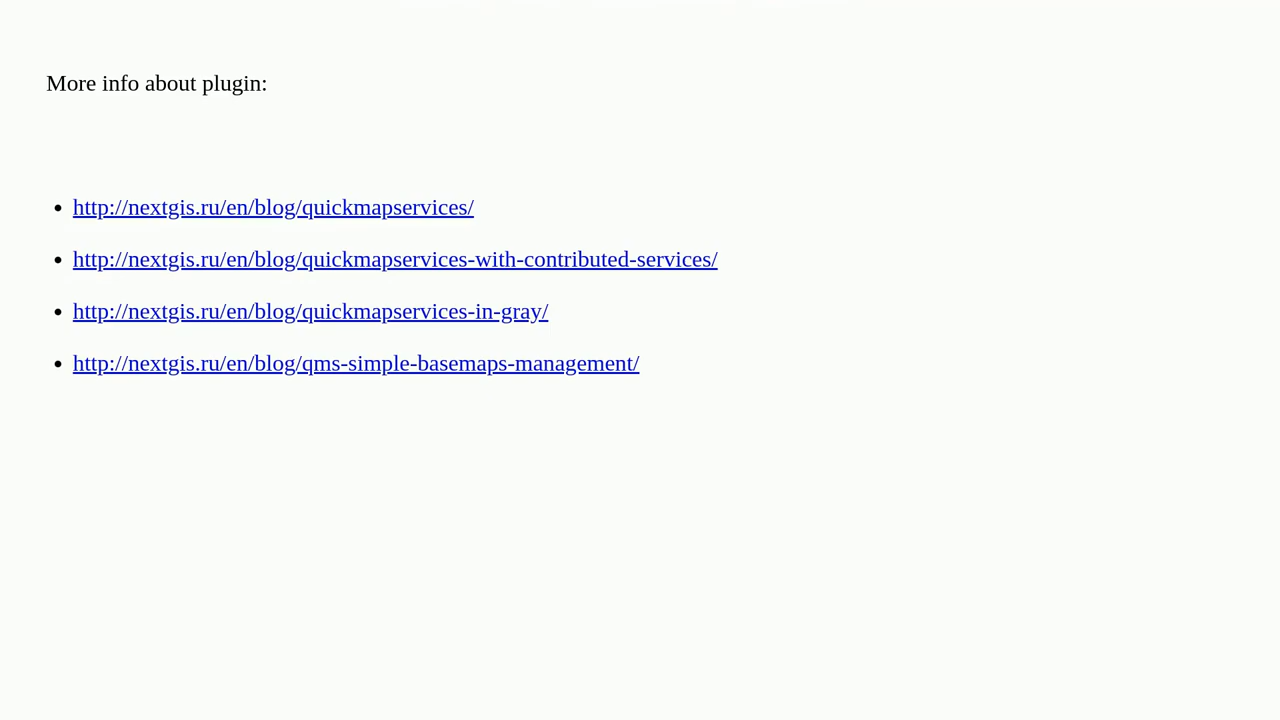 More info about plugin:
• http://nextgis.ru/en/blog/quickmapservices/
• http://nextgis.ru/en/blog/quickmapservices-with-contributed-services/
• http://nextgis.ru/en/blog/quickmapservices-in-gray/
• http://nextgis.ru/en/blog/qms-simple-basemaps-management/